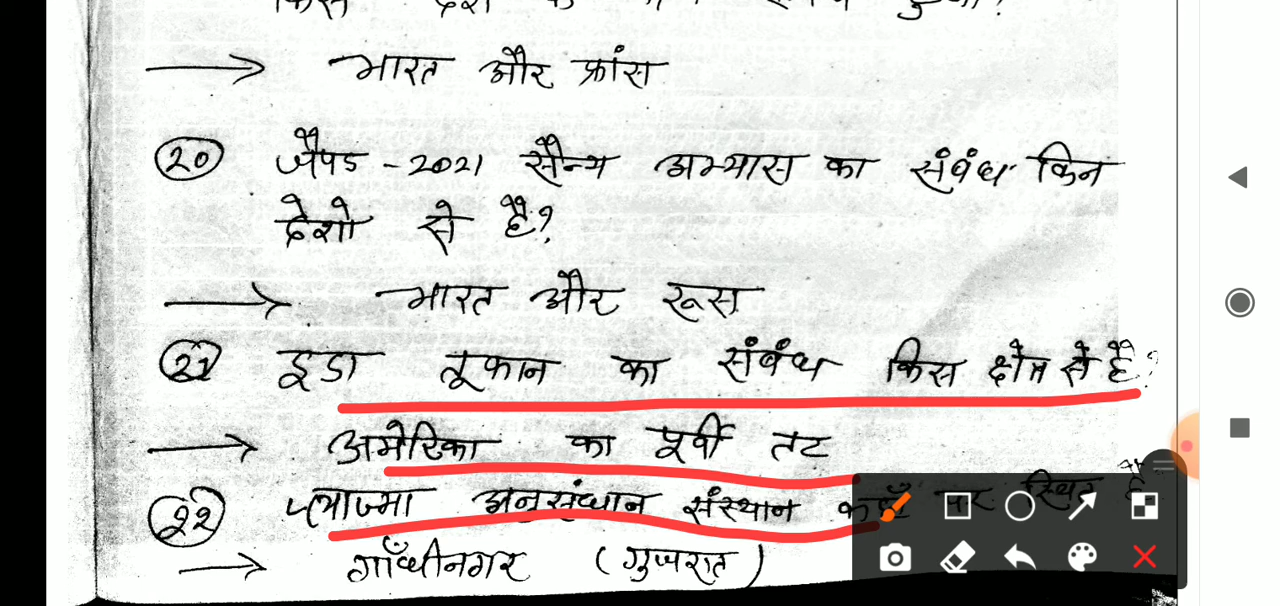 → भारत और फ्रांस
20 जैपड - 2021 सैन्य अभ्यास का संबंध किन
देशो से है?
→ भारत और रूस
21 इडा तूफान का संबंध किस क्षेत्र से है?
→ अमेरिका का पूर्वी तट
22 प्लाज्मा अनुसंधान संस्थान कहाँ पर स्थित है
→ गाँधीनगर (गुजरात)